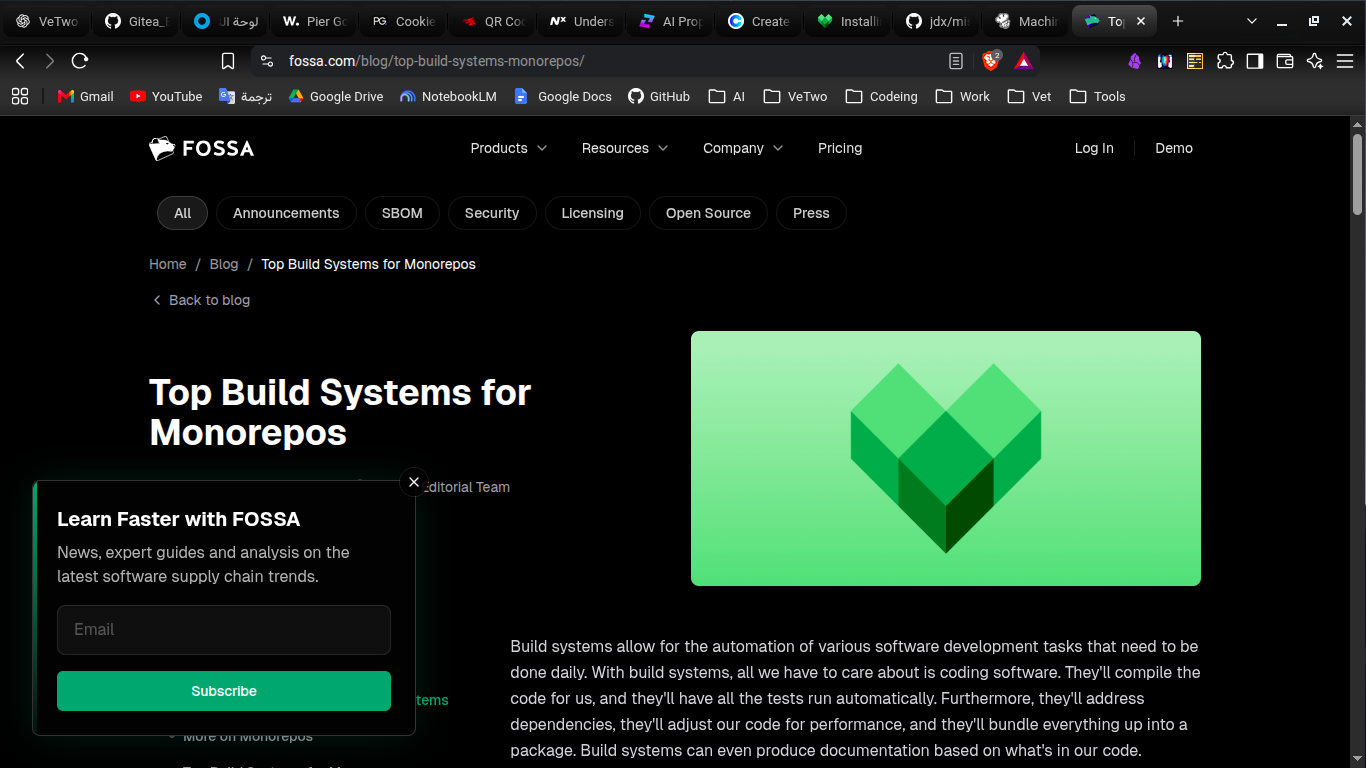 VeTwo
Gitea_
لوحة
Pier Go
Cookie
QR Co
Unders
AI Prop
Create
Installi
jdx/mi
Machin
To
fossa.com/blog/top-build-systems-monorepos/
2
Gmail
YouTube
ترجمة
Google Drive
NotebookLM
Google Docs
GitHub
AI
VeTwo
Codeing
Work
Vet
Tools
FOSSA
Products
Resources
Company
Pricing
Log In
Demo
All
Announcements
SBOM
Security
Licensing
Open Source
Press
Home / Blog / Top Build Systems for Monorepos
Back to blog
Top Build Systems for
Monorepos
Editorial Team
Learn Faster with FOSSA
News, expert guides and analysis on the
latest software supply chain trends.
Email
Subscribe
tems
More on Monorepos
Build systems allow for the automation of various software development tasks that need to be
done daily. With build systems, all we have to care about is coding software. They'll compile the
code for us, and they'll have all the tests run automatically. Furthermore, they'll address
dependencies, they'll adjust our code for performance, and they'll bundle everything up into a
package. Build systems can even produce documentation based on what's in our code.